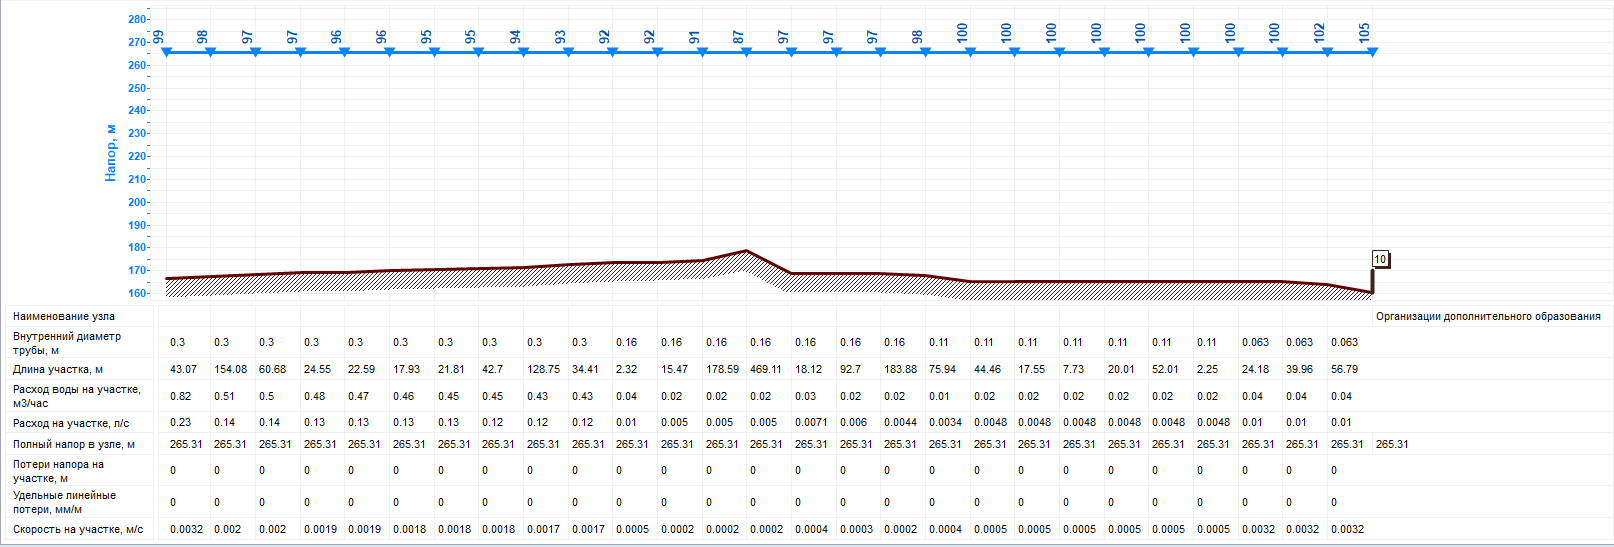 280
270
260
250
240
230
220
210
200
190
180
170
160
Напор, м
99 98 97 97 96 96 95 95 94 93 92 92 91 87 97 97 97 98 100 100 100 100 100 100 100 100 102 105
10
Наименование узла Организации дополнительного образования
Внутренний диаметр
трубы, м 0.3 0.3 0.3 0.3 0.3 0.3 0.3 0.3 0.3 0.3 0.16 0.16 0.16 0.16 0.16 0.16 0.16 0.11 0.11 0.11 0.11 0.11 0.11 0.11 0.063 0.063 0.063
Длина участка, м 43.07 154.08 60.68 24.55 22.59 17.93 21.81 42.7 128.75 34.41 2.32 15.47 178.59 469.11 18.12 92.7 183.88 75.94 44.46 17.55 7.73 20.01 52.01 2.25 24.18 39.96 56.79
Расход воды на участке,
м3/час 0.82 0.51 0.5 0.48 0.47 0.46 0.45 0.45 0.43 0.43 0.04 0.02 0.02 0.02 0.03 0.02 0.02 0.01 0.02 0.02 0.02 0.02 0.02 0.02 0.04 0.04 0.04
Расход на участке, л/с 0.23 0.14 0.14 0.13 0.13 0.13 0.13 0.12 0.12 0.12 0.01 0.005 0.005 0.005 0.0071 0.006 0.0044 0.0034 0.0048 0.0048 0.0048 0.0048 0.0048 0.0048 0.01 0.01 0.01
Полный напор в узле, м 265.31 265.31 265.31 265.31 265.31 265.31 265.31 265.31 265.31 265.31 265.31 265.31 265.31 265.31 265.31 265.31 265.31 265.31 265.31 265.31 265.31 265.31 265.31 265.31 265.31 265.31 265.31 265.31
Потери напора на
участке, м 0 0 0 0 0 0 0 0 0 0 0 0 0 0 0 0 0 0 0 0 0 0 0 0 0 0 0
Удельные линейные
потери, мм/м 0 0 0 0 0 0 0 0 0 0 0 0 0 0 0 0 0 0 0 0 0 0 0 0 0 0 0
Скорость на участке, м/с 0.0032 0.002 0.002 0.0019 0.0019 0.0018 0.0018 0.0018 0.0017 0.0017 0.0005 0.0002 0.0002 0.0002 0.0004 0.0003 0.0002 0.0004 0.0005 0.0005 0.0005 0.0005 0.0005 0.0005 0.0032 0.0032 0.0032